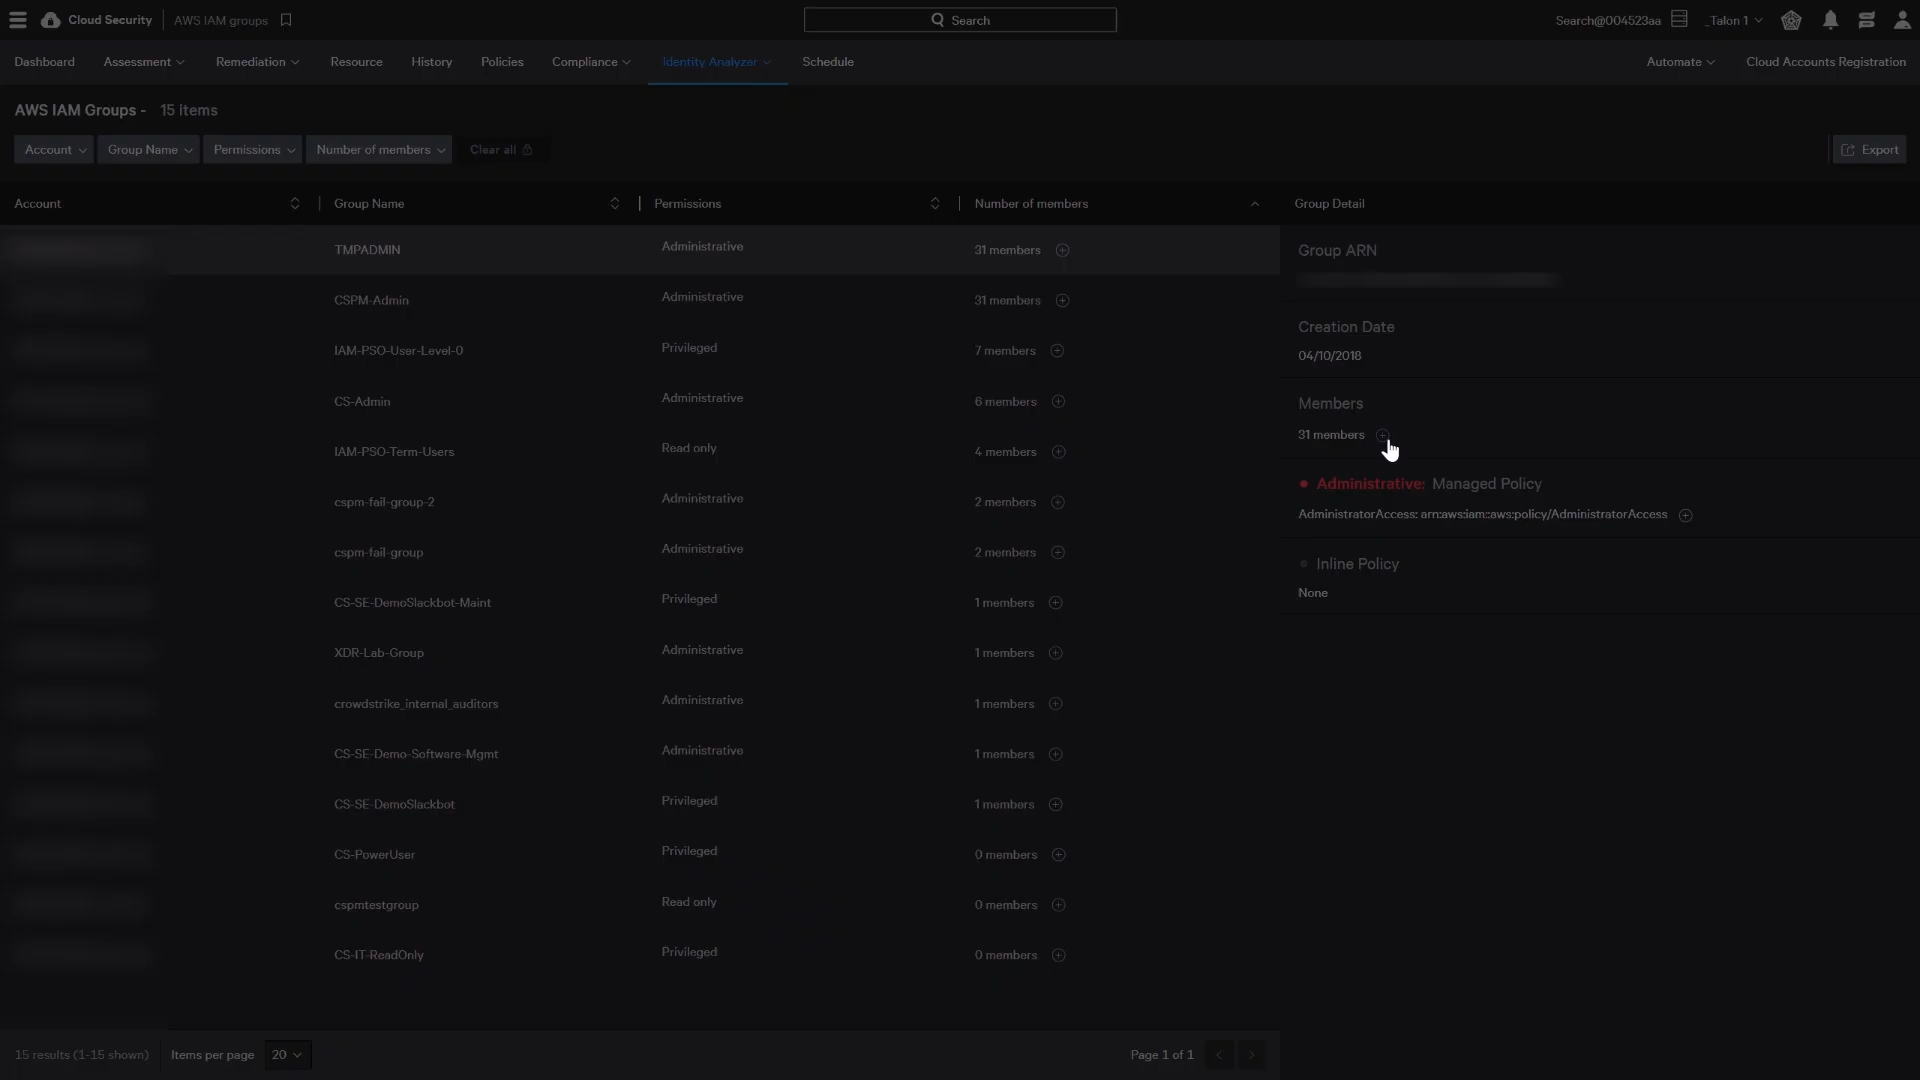 Cloud Security AWS IAM groups Search Search@004523aa _Talon 1
Dashboard Assessment Remediation Resource History Policies Compliance Identity Analyzer Schedule Automate Cloud Accounts Registration
AWS IAM Groups - 15 items
Account Group Name Permissions Number of members Clear all Export
Account Group Name Permissions Number of members Group Detail
TMPADMIN Administrative 31 members
CSPM-Admin Administrative 31 members
IAM-PSO-User-Level-0 Privileged 7 members
CS-Admin Administrative 6 members
IAM-PSO-Term-Users Read only 4 members
cspm-fail-group-2 Administrative 2 members
cspm-fail-group Administrative 2 members
CS-SE-DemoSlackbot-Maint Privileged 1 members
XDR-Lab-Group Administrative 1 members
crowdstrike_internal_auditors Administrative 1 members
CS-SE-Demo-Software-Mgmt Administrative 1 members
CS-SE-DemoSlackbot Privileged 1 members
CS-PowerUser Privileged 0 members
cspmtestgroup Read only 0 members
CS-IT-ReadOnly Privileged 0 members
Group ARN
Creation Date
04/10/2018
Members
31 members
Administrative: Managed Policy
AdministratorAccess: arn:aws:iam::aws:policy/AdministratorAccess
Inline Policy
None
15 results (1-15 shown) Items per page 20 Page 1 of 1